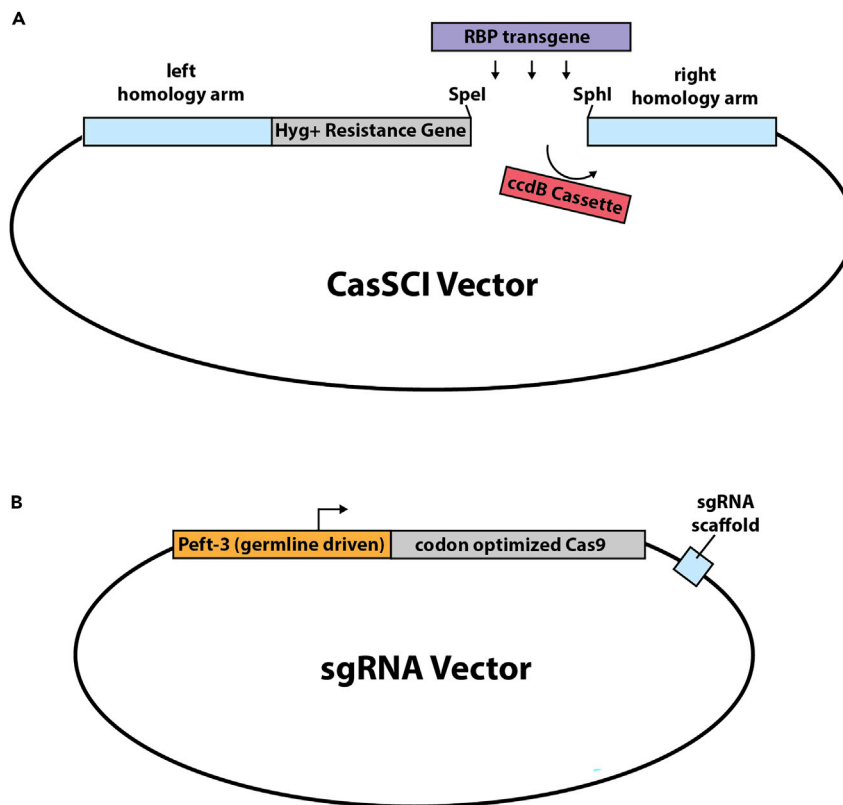 A
RBP transgene
left
homology arm
SpeI
SphI
right
homology arm
Hyg+ Resistance Gene
ccdB Cassette
CasSCI Vector
B
sgRNA
scaffold
Peft-3 (germline driven)
codon optimized Cas9
sgRNA Vector